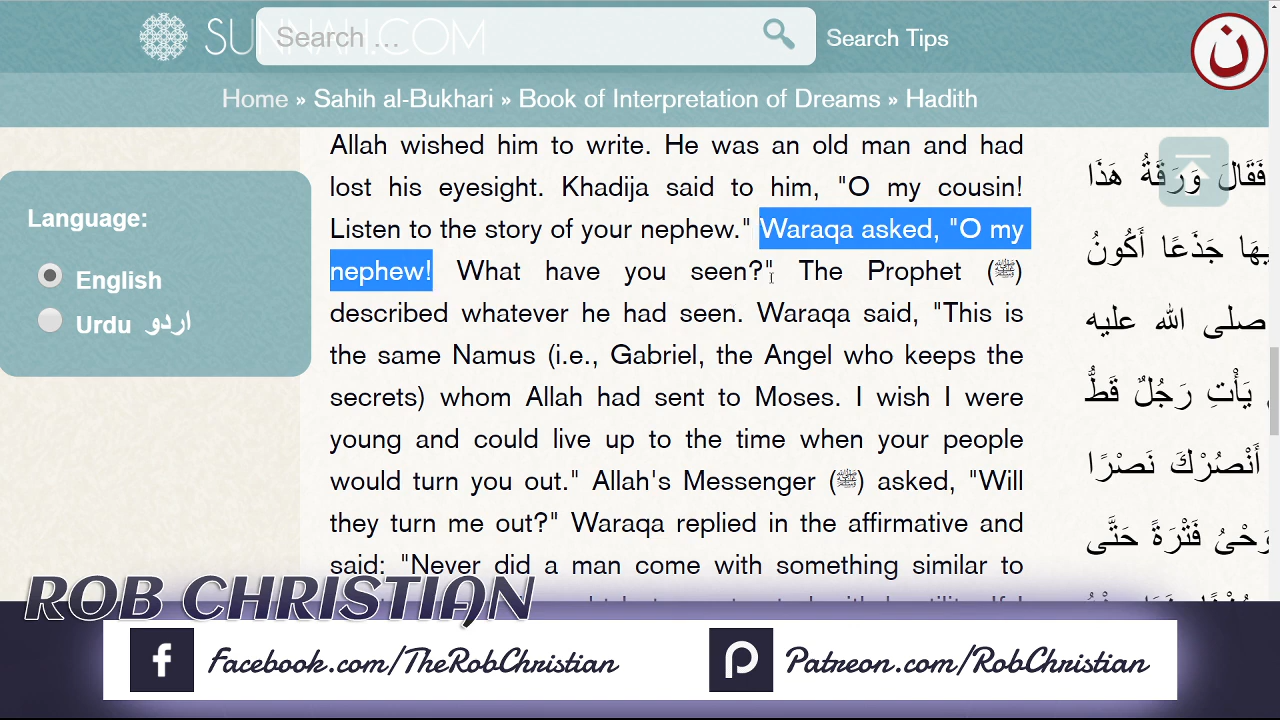 SUNNAH.COM
Search ...
Search Tips
ن
Home » Sahih al-Bukhari » Book of Interpretation of Dreams » Hadith
Language:
English
Urdu اردو
Allah wished him to write. He was an old man and had
lost his eyesight. Khadija said to him, "O my cousin!
Listen to the story of your nephew." Waraqa asked, "O my
nephew! What have you seen?" The Prophet (ﷺ)
described whatever he had seen. Waraqa said, "This is
the same Namus (i.e., Gabriel, the Angel who keeps the
secrets) whom Allah had sent to Moses. I wish I were
young and could live up to the time when your people
would turn you out." Allah's Messenger (ﷺ) asked, "Will
they turn me out?" Waraqa replied in the affirmative and
said: "Never did a man come with something similar to
فَقَالَ وَرَقَةُ هَذَا
جَذَعًا أَكُونُ
صلى الله عليه
يَأْتِ رَجُلٌ قَطُّ
أَنْصُرْكَ نَصْرًا
فَتْرَةً حَتَّى
ROB CHRISTIAN
Facebook.com/TheRobChristian
Patreon.com/RobChristian